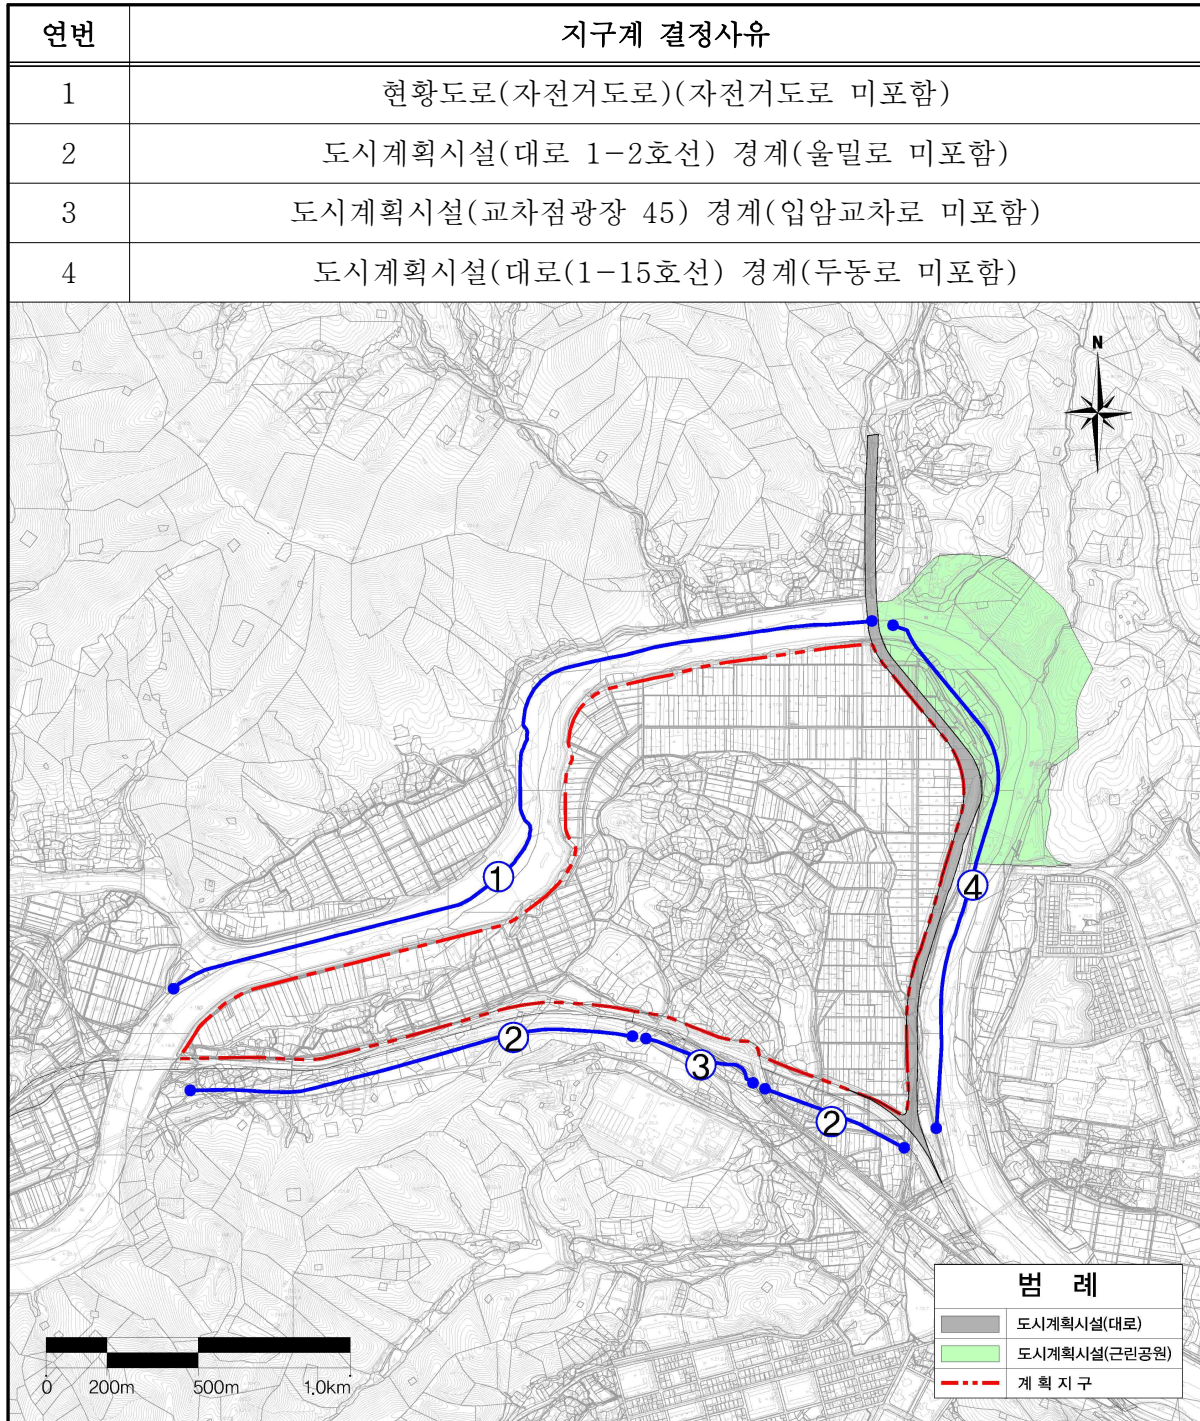 연번 지구계 결정사유
1 현황도로(자전거도로)(자전거도로 미포함)
2 도시계획시설(대로 1-2호선) 경계(울밀로 미포함)
3 도시계획시설(교차점광장 45) 경계(입암교차로 미포함)
4 도시계획시설(대로(1-15호선) 경계(두동로 미포함)
N
①
④
②
③
②
범 례
도시계획시설(대로)
도시계획시설(근린공원)
계 획 지 구
0 200m 500m 1.0km